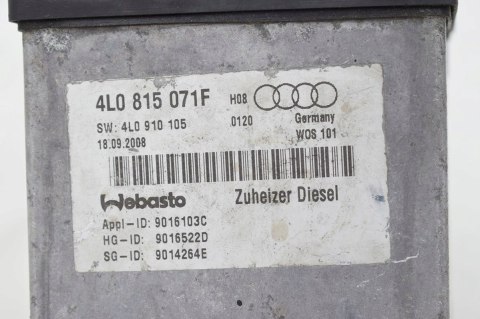 4L0 815 071F H08
SW: 4L0 910 105 0120 Germany
18.09.2008 WOS 101
Webasto Zuheizer Diesel
Appl-ID: 9016103C
HG-ID: 9016522D
SG-ID: 9014264E